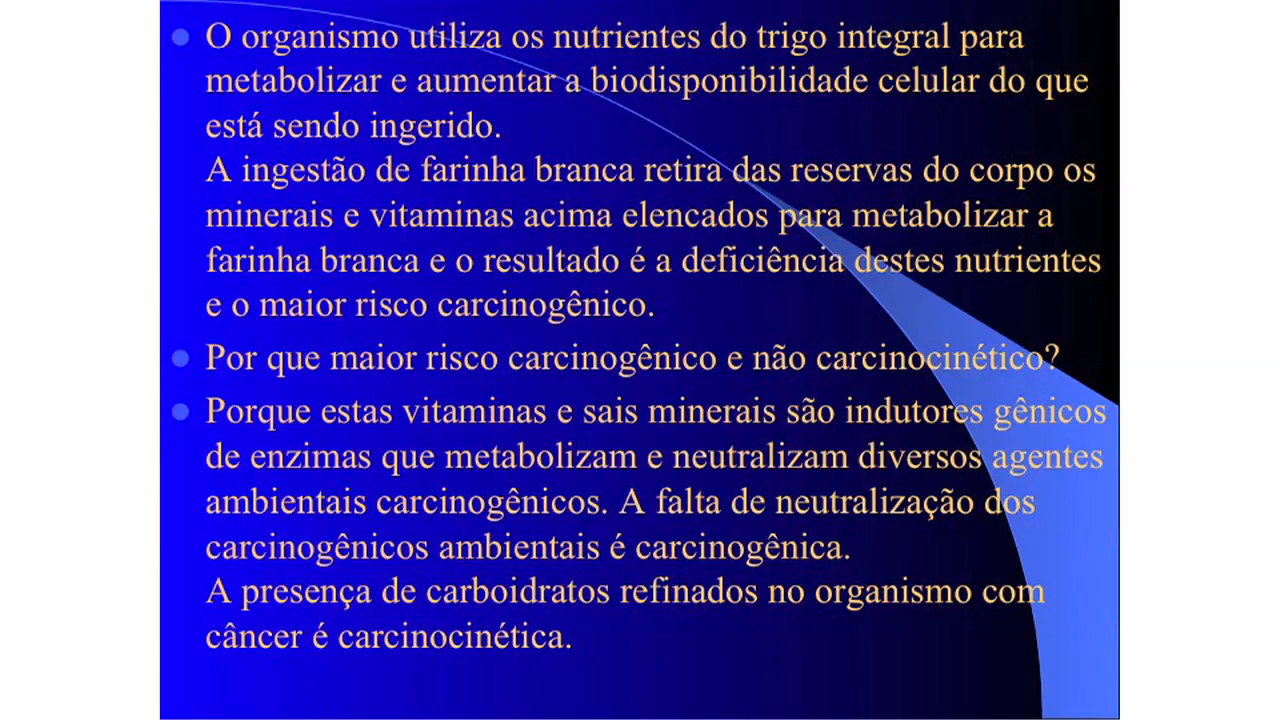 O organismo utiliza os nutrientes do trigo integral para
metabolizar e aumentar a biodisponibilidade celular do que
está sendo ingerido.
A ingestão de farinha branca retira das reservas do corpo os
minerais e vitaminas acima elencados para metabolizar a
farinha branca e o resultado é a deficiência destes nutrientes
e o maior risco carcinogênico.
Por que maior risco carcinogênico e não carcinocinético?
Porque estas vitaminas e sais minerais são indutores gênicos
de enzimas que metabolizam e neutralizam diversos agentes
ambientais carcinogênicos. A falta de neutralização dos
carcinogênicos ambientais é carcinogênica.
A presença de carboidratos refinados no organismo com
câncer é carcinocinética.